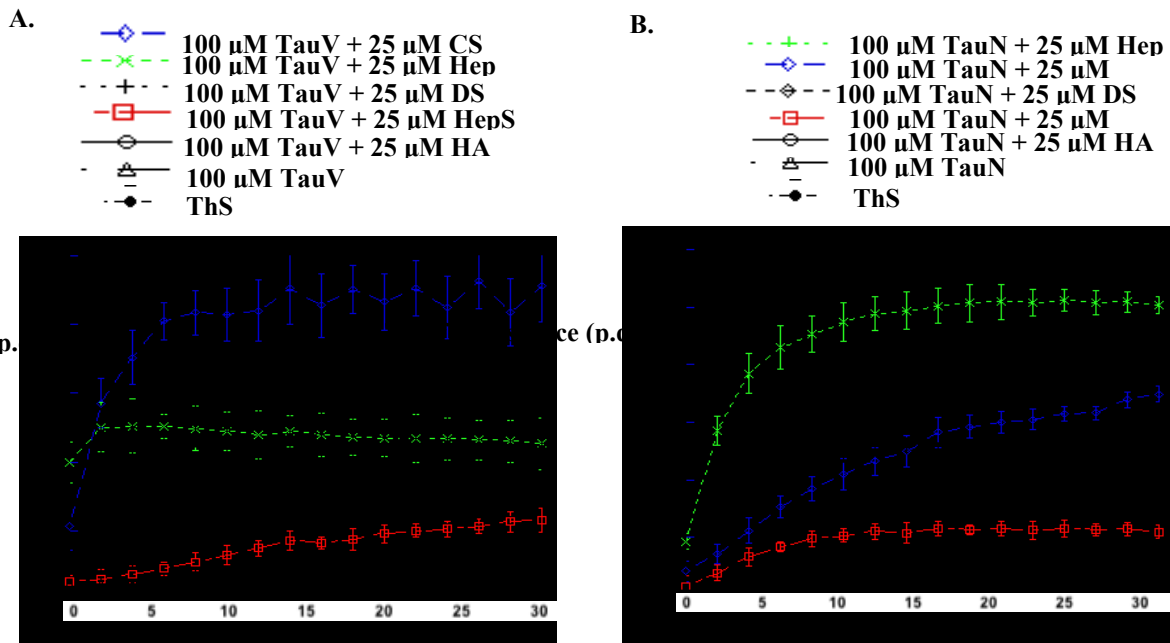 A.
100 µM TauV + 25 µM CS
100 µM TauV + 25 µM Hep
100 µM TauV + 25 µM DS
100 µM TauV + 25 µM HepS
100 µM TauV + 25 µM HA
100 µM TauV
ThS
p.
0 5 10 15 20 25 30
B.
100 µM TauN + 25 µM Hep
100 µM TauN + 25 µM
100 µM TauN + 25 µM DS
100 µM TauN + 25 µM
100 µM TauN + 25 µM HA
100 µM TauN
ThS
ce (p.
0 5 10 15 20 25 30